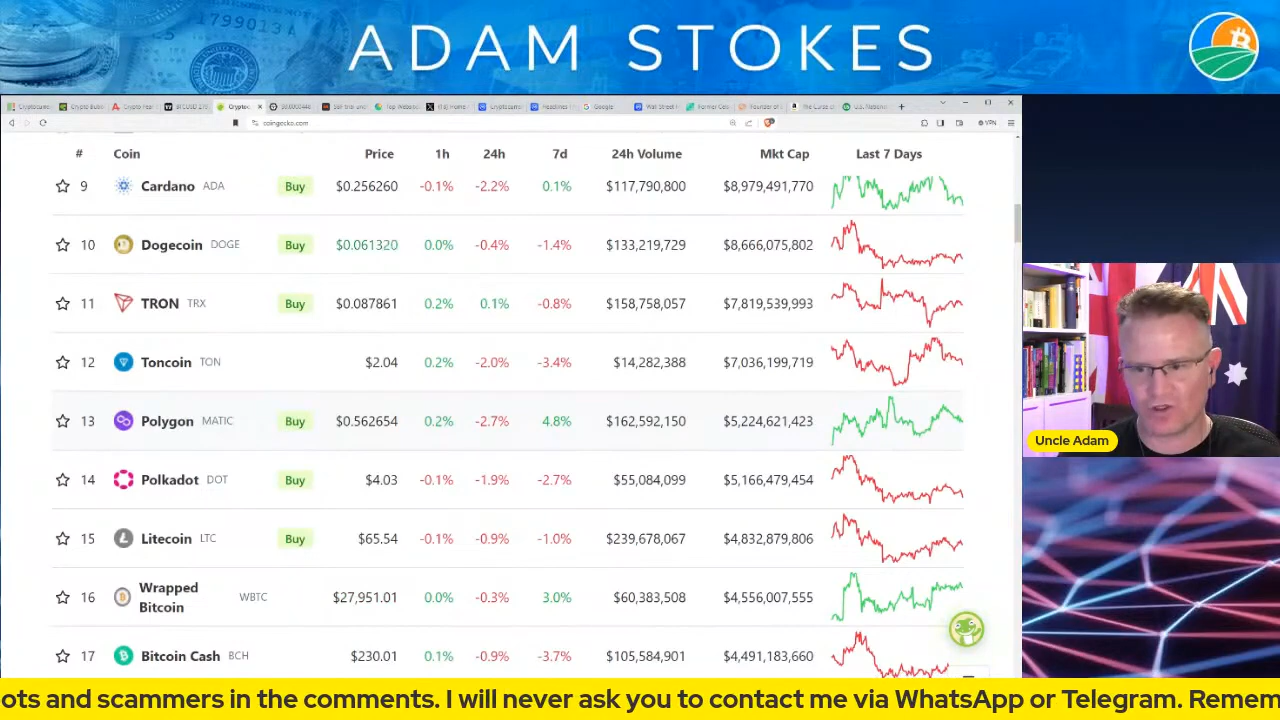 ADAM STOKES
coingecko.com
VPN
# Coin Price 1h 24h 7d 24h Volume Mkt Cap Last 7 Days
9 Cardano ADA Buy $0.256260 -0.1% -2.2% 0.1% $117,790,800 $8,979,491,770
10 Dogecoin DOGE Buy $0.061320 0.0% -0.4% -1.4% $133,219,729 $8,666,075,802
11 TRON TRX Buy $0.087861 0.2% 0.1% -0.8% $158,758,057 $7,819,539,993
12 Toncoin TON $2.04 0.2% -2.0% -3.4% $14,282,388 $7,036,199,719
13 Polygon MATIC Buy $0.562654 0.2% -2.7% 4.8% $162,592,150 $5,224,621,423
14 Polkadot DOT Buy $4.03 -0.1% -1.9% -2.7% $55,084,099 $5,166,479,454
15 Litecoin LTC Buy $65.54 -0.1% -0.9% -1.0% $239,678,067 $4,832,879,806
16 Wrapped Bitcoin WBTC $27,951.01 0.0% -0.3% 3.0% $60,383,508 $4,556,007,555
17 Bitcoin Cash BCH $230.01 0.1% -0.9% -3.7% $105,584,901 $4,491,183,660
Uncle Adam
ots and scammers in the comments. I will never ask you to contact me via WhatsApp or Telegram. Remem